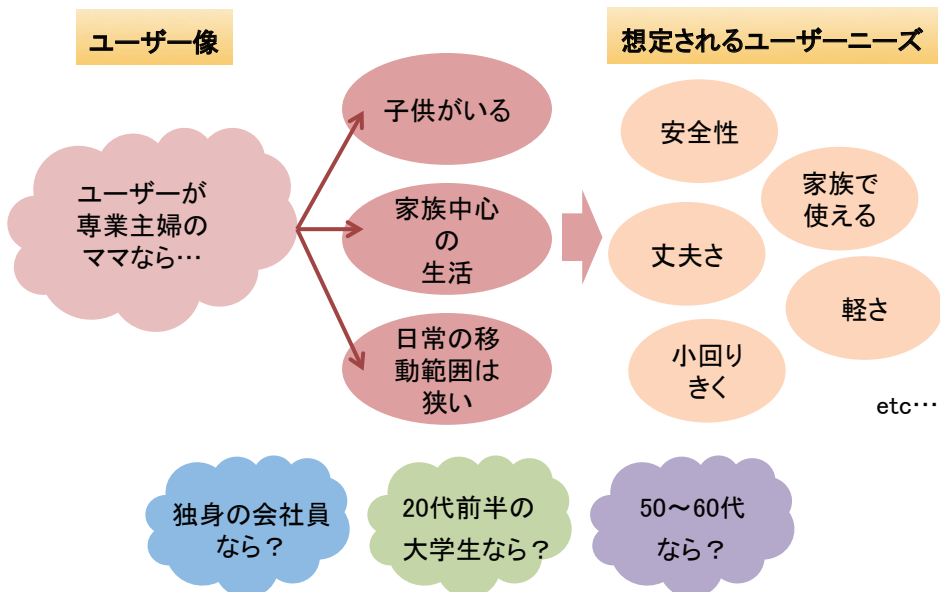 ユーザー像
想定されるユーザーニーズ
ユーザーが
専業主婦の
ママなら…
子供がいる
家族中心
の
生活
日常の移
動範囲は
狭い
安全性
家族で
使える
丈夫さ
軽さ
小回り
きく
etc…
独身の会社員
なら？
20代前半の
大学生なら？
50～60代
なら？